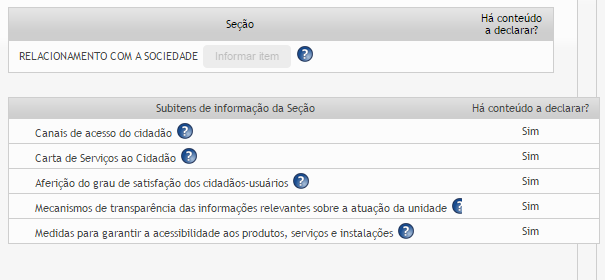 Seção Há conteúdo
a declarar?
RELACIONAMENTO COM A SOCIEDADE Informar item ?
Subitens de informação da Seção Há conteúdo a declarar?
Canais de acesso do cidadão ? Sim
Carta de Serviços ao Cidadão ? Sim
Aferição do grau de satisfação dos cidadãos-usuários ? Sim
Mecanismos de transparência das informações relevantes sobre a atuação da unidade ? Sim
Medidas para garantir a acessibilidade aos produtos, serviços e instalações ? Sim